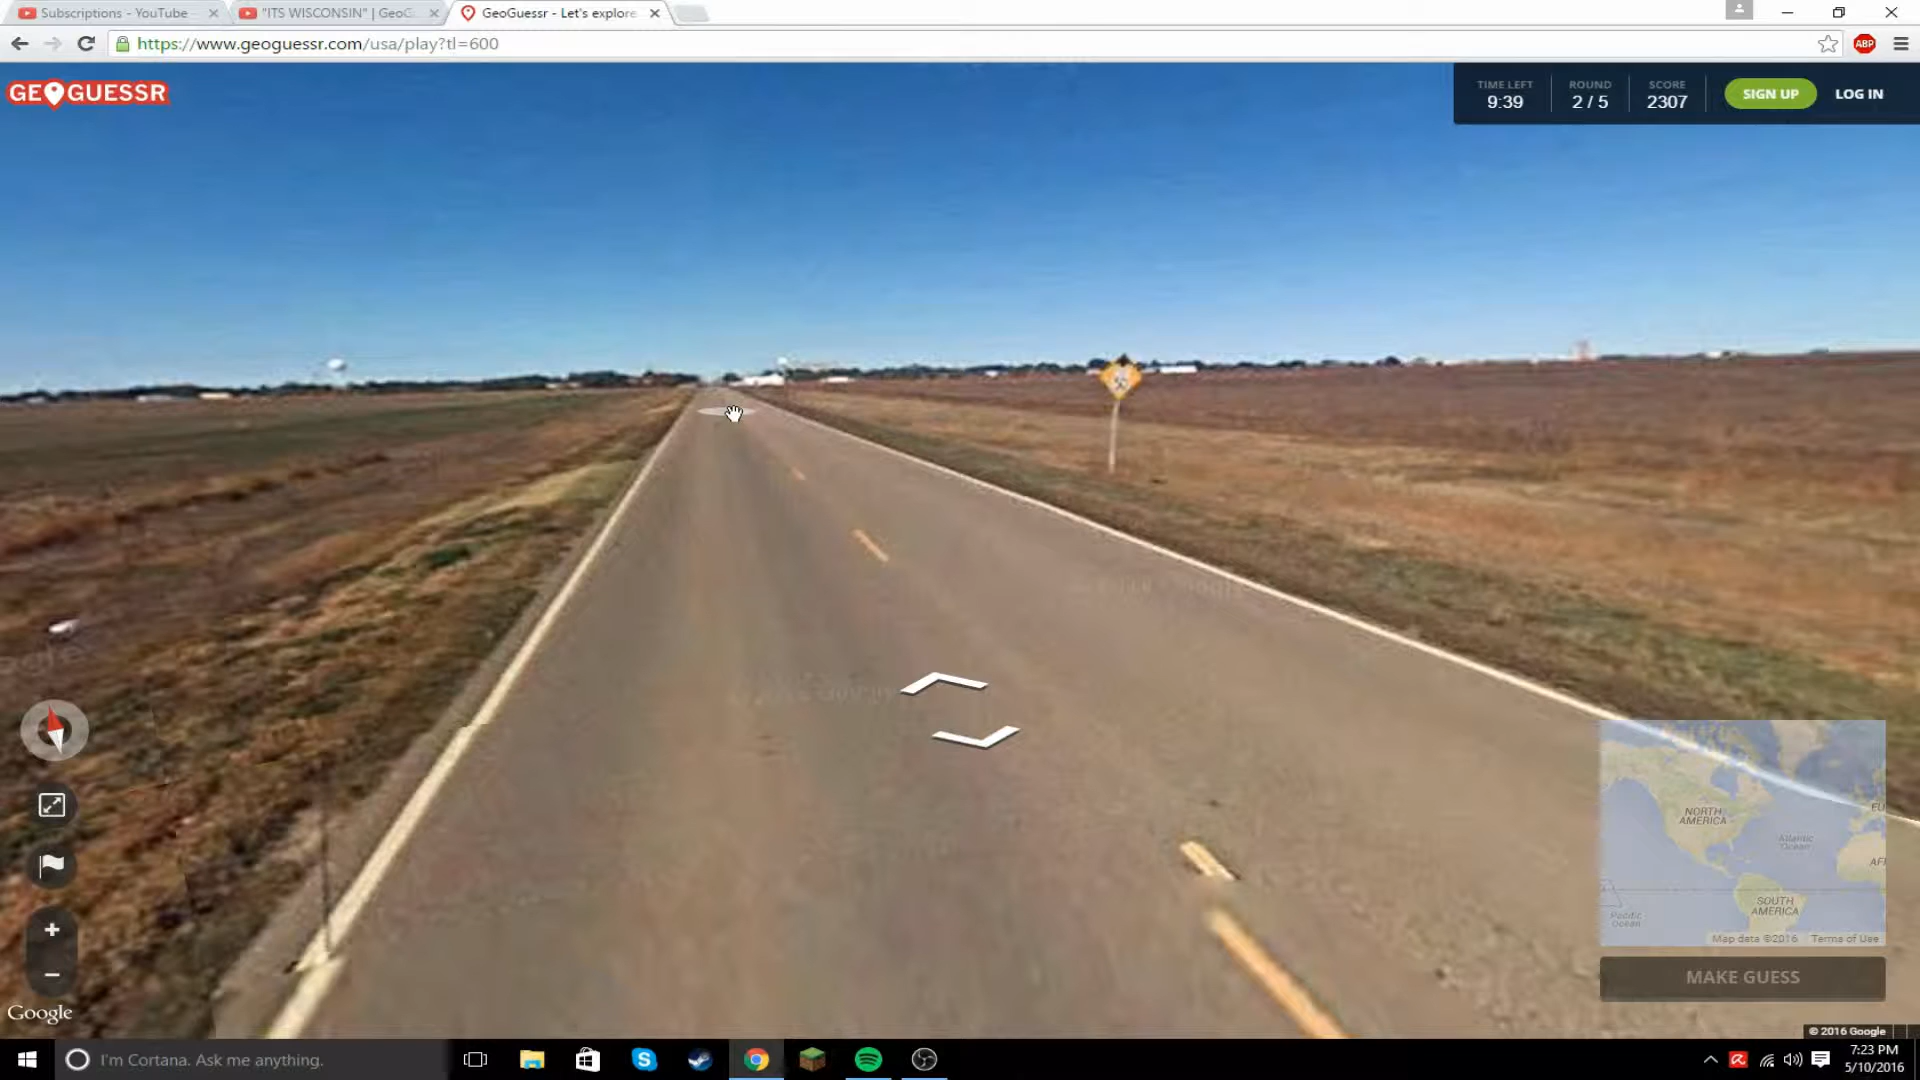 Subscriptions - YouTube
"ITS WISCONSIN" | GeoG
GeoGuessr - Let's explore
https://www.geoguessr.com/usa/play?tl=600
ABP
GEOGUESSR
TIME LEFT
9:39
ROUND
2 / 5
SCORE
2307
SIGN UP
LOG IN
NORTH
AMERICA
Atlantic
Ocean
EU
AF
SOUTH
AMERICA
Pacific
Ocean
Map data ©2016
Terms of Use
MAKE GUESS
Google
© 2016 Google
I'm Cortana. Ask me anything.
7:23 PM
5/10/2016